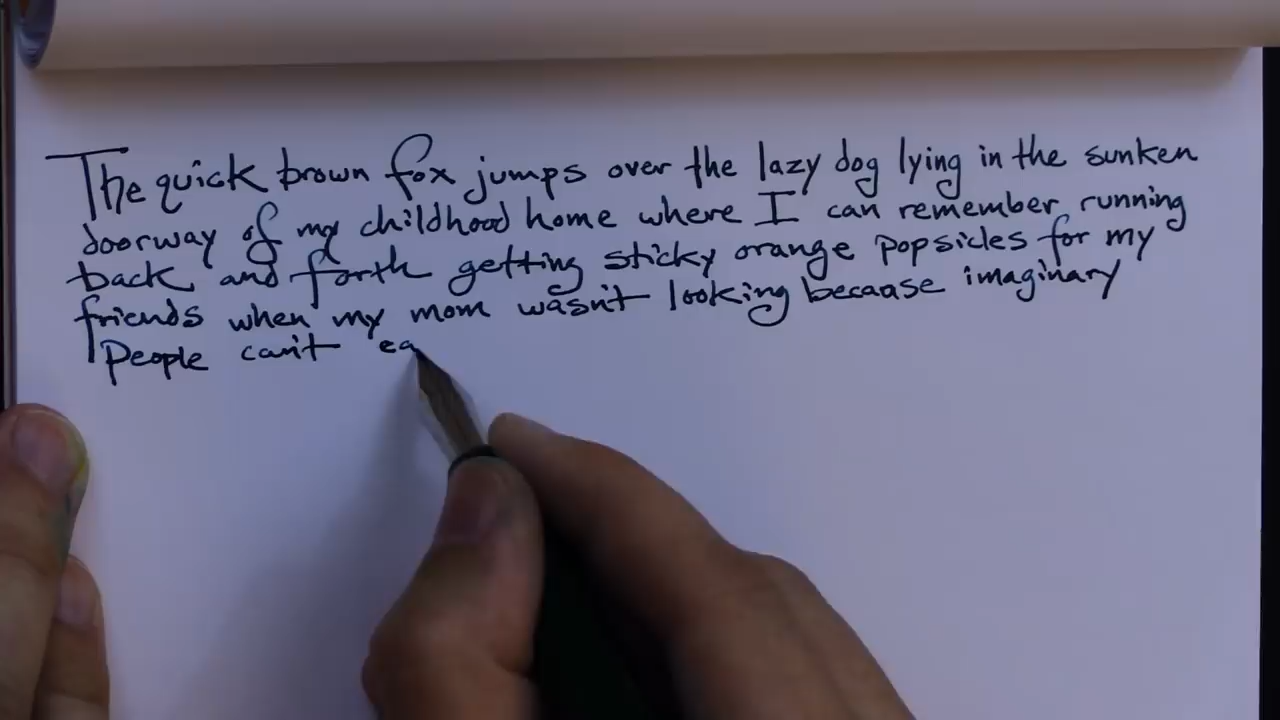 The quick brown fox jumps over the lazy dog lying in the sunken
doorway of my childhood home where I can remember running
back and forth getting sticky orange popsicles for my
friends when my mom wasn't looking because imaginary
People can't ea